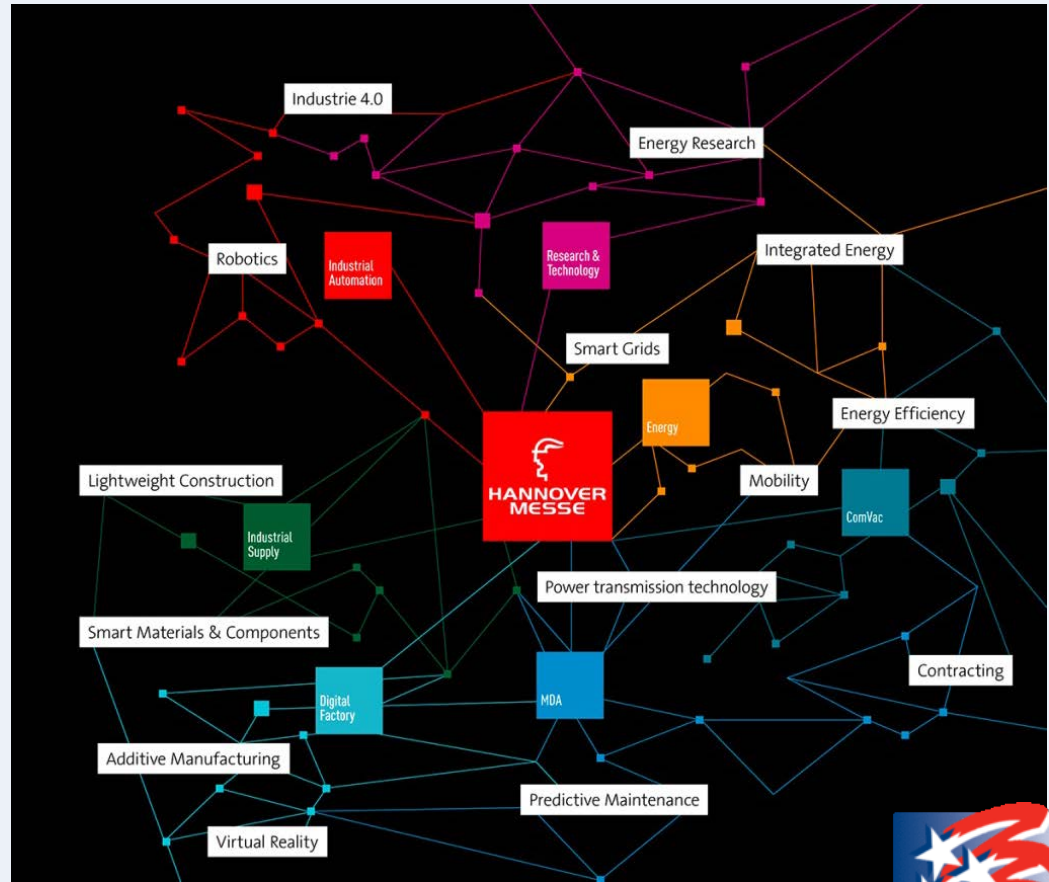 Industrie 4.0
Energy Research
Robotics
Industrial
Automation
Research &
Technology
Integrated Energy
Smart Grids
Energy
Energy Efficiency
HANNOVER
MESSE
Lightweight Construction
Mobility
Industrial
Supply
ComVac
Power transmission technology
Smart Materials & Components
Contracting
Digital
Factory
MDA
Additive Manufacturing
Predictive Maintenance
Virtual Reality